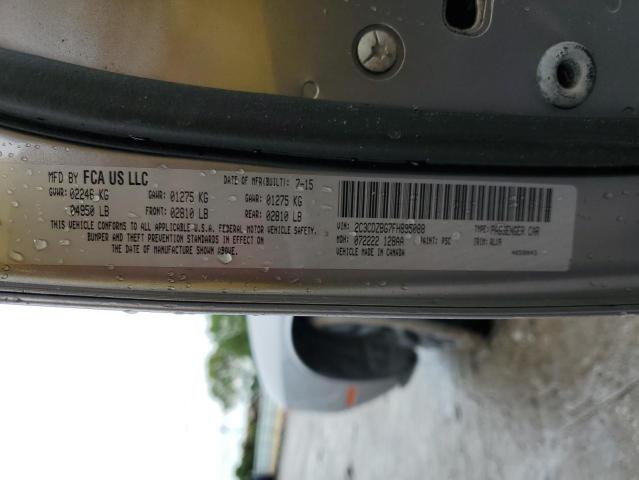 MFD BY FCA US LLC
DATE OF MFR(BUILT): 7-15
GVWR: 02246 KG GAWR: 01275 KG GAWR: 01275 KG
04950 LB FRONT: 02810 LB REAR: 02810 LB
THIS VEHICLE CONFORMS TO ALL APPLICABLE U.S. FEDERAL MOTOR VEHICLE SAFETY,
BUMPER AND THEFT PREVENTION STANDARDS IN EFFECT ON
THE DATE OF MANUFACTURE SHOWN ABOVE.
VIN: 2C3CDZBG7FH895088 TYPE: PASSENGER CAR
MDH: 072222 128AA PAINT: PSC TRIM:
VEHICLE MADE IN CANADA